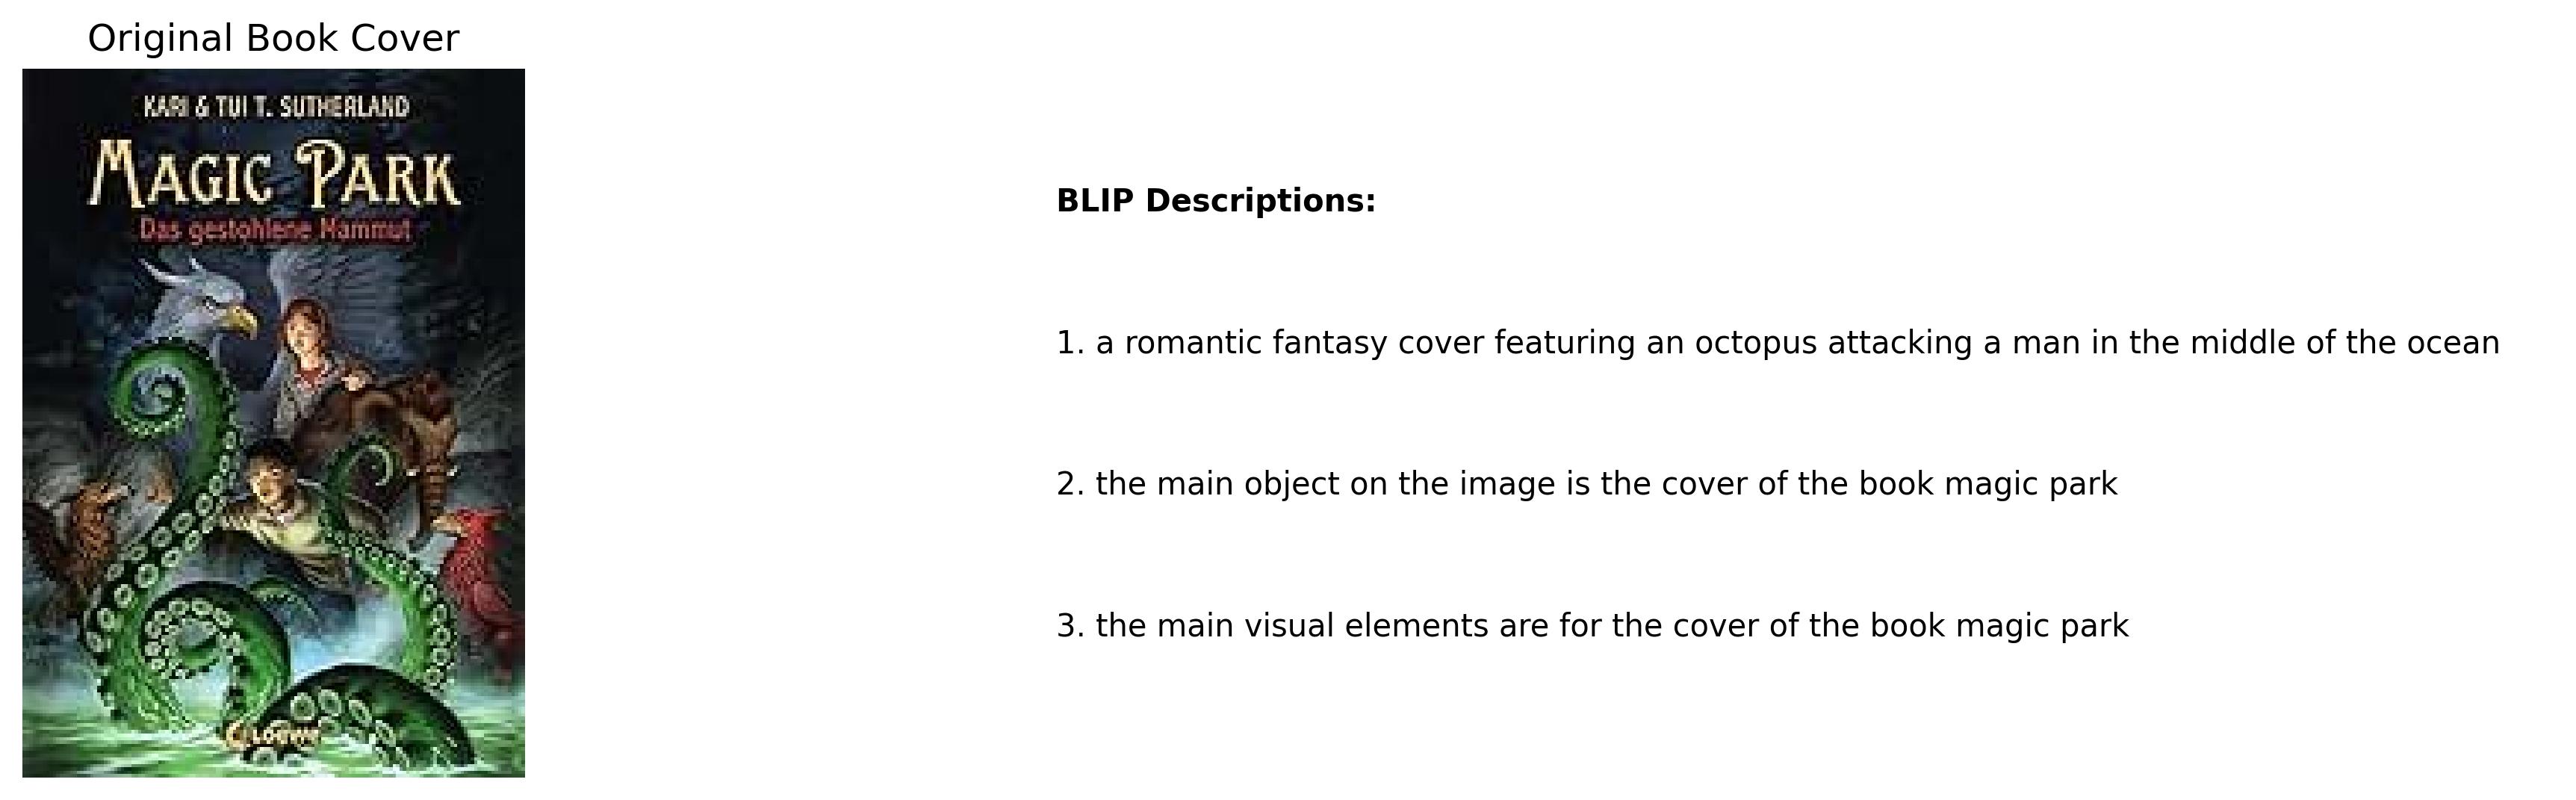 Original Book Cover
KARI & TUI T. SUTHERLAND
MAGIC PARK
Das gestohlene Mammut
Loewe
BLIP Descriptions:
1. a romantic fantasy cover featuring an octopus attacking a man in the middle of the ocean
2. the main object on the image is the cover of the book magic park
3. the main visual elements are for the cover of the book magic park